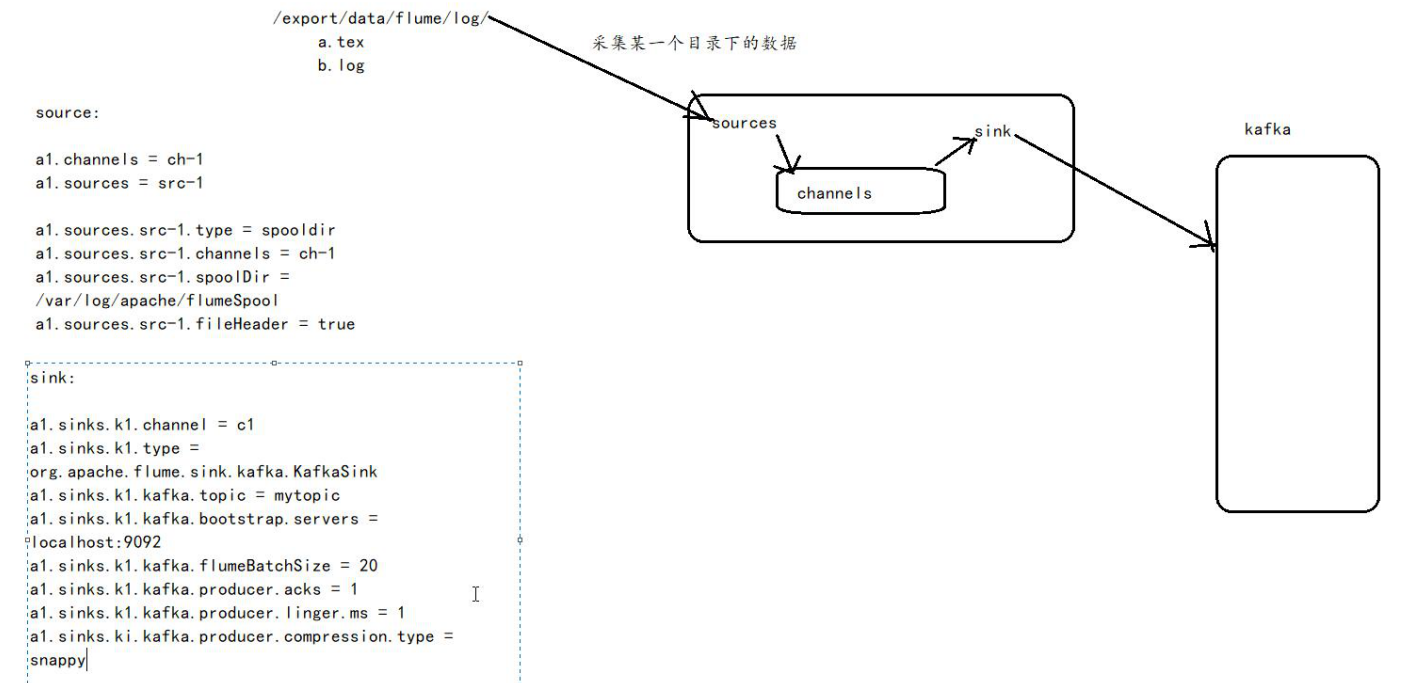 /export/data/flume/log/
a.tex
b.log
采集某一个目录下的数据
source:
a1.channels = ch-1
a1.sources = src-1
a1.sources.src-1.type = spooldir
a1.sources.src-1.channels = ch-1
a1.sources.src-1.spoolDir =
/var/log/apache/flumeSpool
a1.sources.src-1.fileHeader = true
sink:
a1.sinks.k1.channel = c1
a1.sinks.k1.type =
org.apache.flume.sink.kafka.KafkaSink
a1.sinks.k1.kafka.topic = mytopic
a1.sinks.k1.kafka.bootstrap.servers =
localhost:9092
a1.sinks.k1.kafka.flumeBatchSize = 20
a1.sinks.k1.kafka.producer.acks = 1
a1.sinks.k1.kafka.producer.linger.ms = 1
a1.sinks.ki.kafka.producer.compression.type =
snappy
sources
sink
channels
kafka